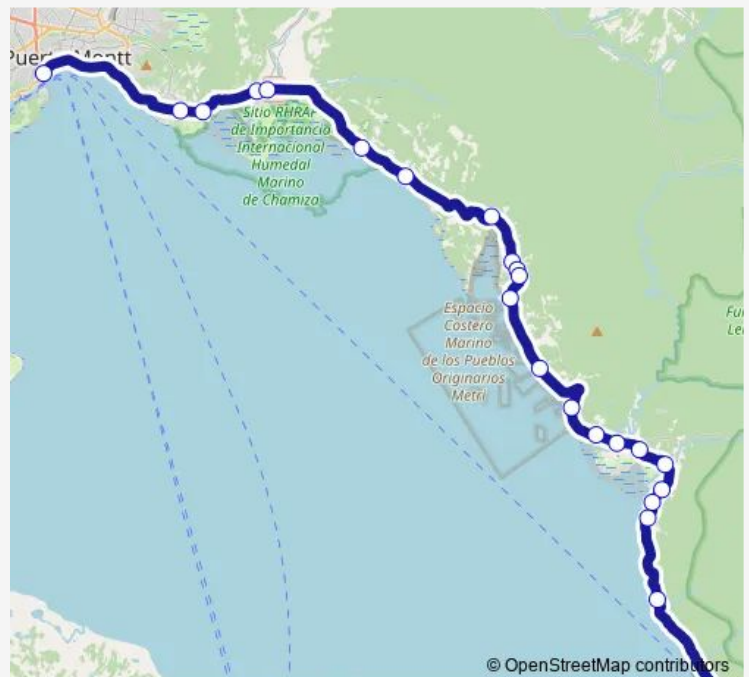 Puerto Montt
Sitio RHRAP
de Importancia
Internacional
Humedal
Marino
de Chamiza
Espacio
Costero
Marino
de los Pueblos
Originarios
Metri
© OpenStreetMap contributors